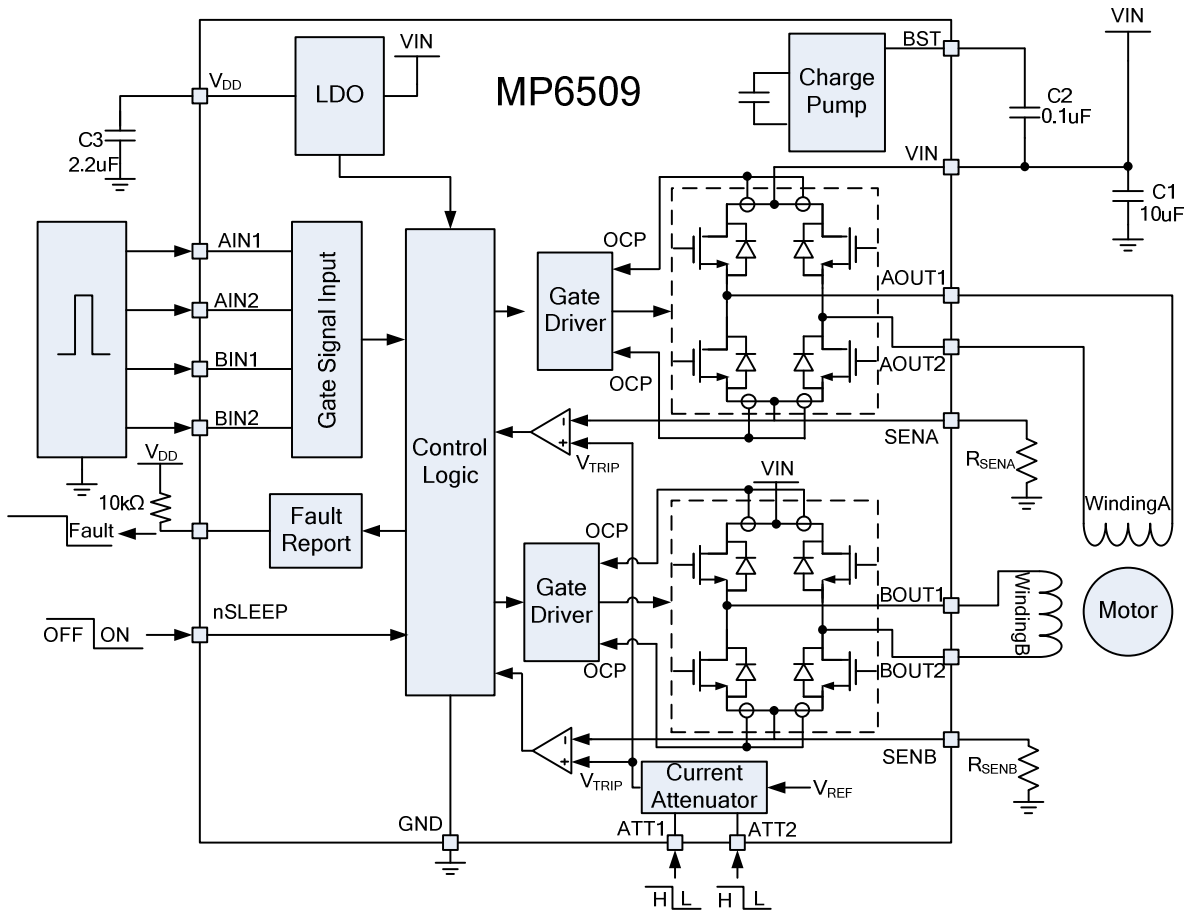 VIN
VIN
BST
LDO
MP6509
Charge
Pump
VDD
C3
2.2uF
C2
0.1uF
VIN
C1
10uF
AIN1
AIN2
BIN1
BIN2
Gate Signal Input
Control
Logic
OCP
Gate
Driver
OCP
AOUT1
AOUT2
SENA
RSENA
VTRIP
WindingA
VDD
10kΩ
Fault
Fault
Report
VIN
OCP
Gate
Driver
OCP
BOUT1
BOUT2
WindingB
Motor
OFF
ON
nSLEEP
SENB
RSENB
VTRIP
Current
Attenuator
VREF
GND
ATT1
ATT2
H L
H L